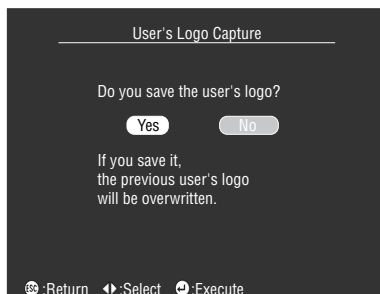 User's Logo Capture
Do you save the user's logo?
Yes No
If you save it,
the previous user's logo
will be overwritten.
ESC :Return :Select :Execute